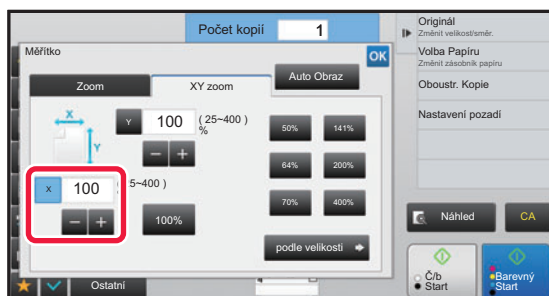 Počet kopií 1
Měřítko
OK
Zoom
XY zoom
Auto Obraz
X
Y
Y 100 ( 25~400 )
%
X 100 5~400 )
100%
50% 141%
64% 200%
70% 400%
podle velikosti
Ostatní
Originál
Změnit velikost/směr.
Volba Papíru
Změnit zásobník papíru
Oboustr. Kopie
Nastavení pozadí
Náhled
CA
Č/b
Start
Barevný
Start